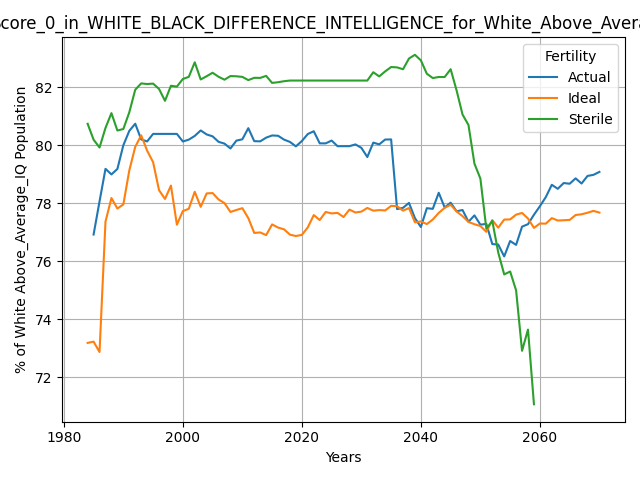 core_0_in_WHITE_BLACK_DIFFERENCE_INTELLIGENCE_for_White_Above_Avera
Fertility
Actual
Ideal
Sterile
% of White Above_Average_IQ Population
82
80
78
76
74
72
1980
2000
2020
2040
2060
Years